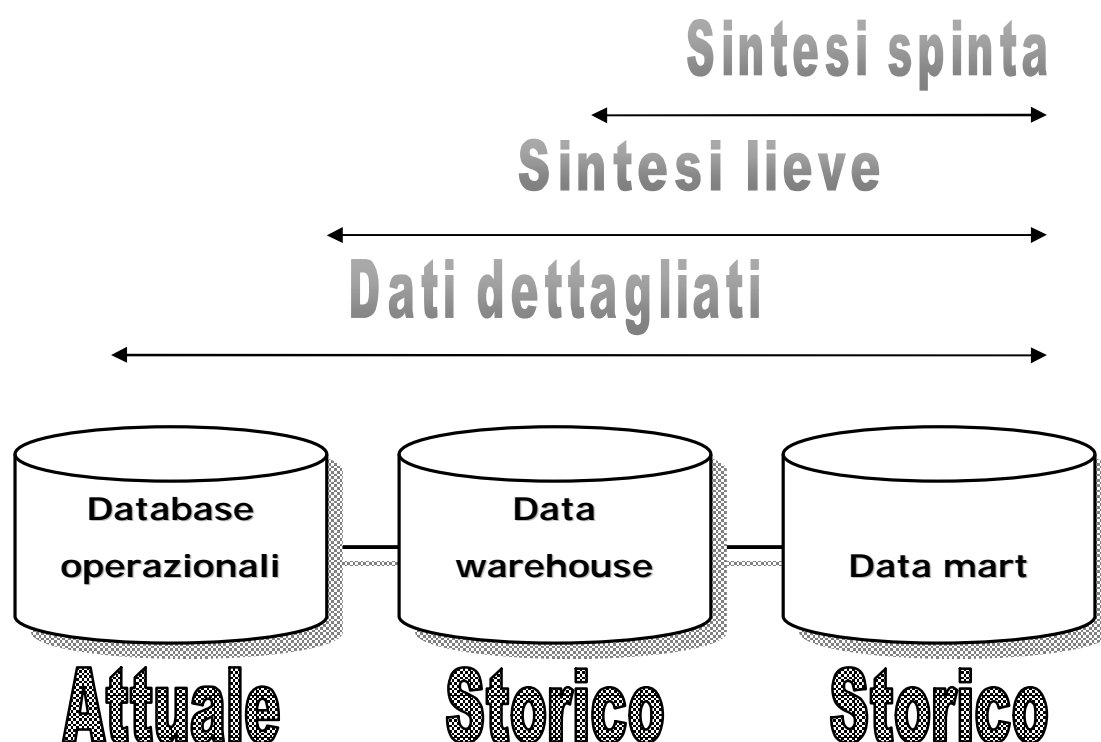 Sintesi spinta
Sintesi lieve
Dati dettagliati
Database
operazionali
Data
warehouse
Data mart
Attuale
Storico
Storico